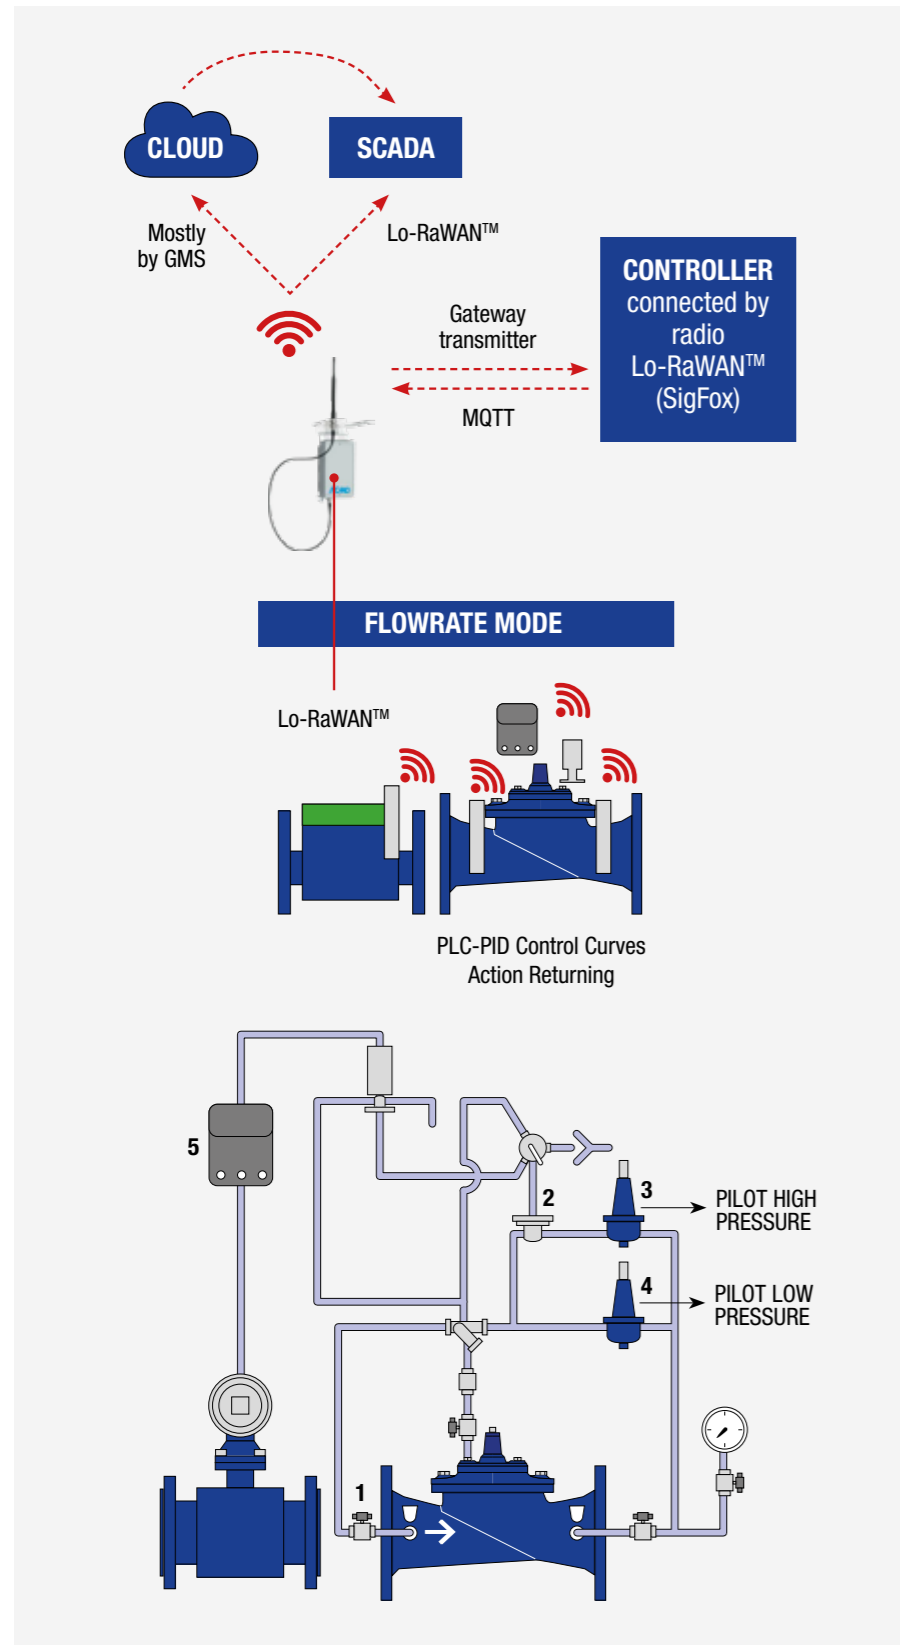 CLOUD
SCADA
Mostly
by GMS
Lo-RaWAN™
CONTROLLER
connected by
radio
Lo-RaWAN™
(SigFox)
Gateway
transmitter
MQTT
FLOWRATE MODE
Lo-RaWAN™
PLC-PID Control Curves
Action Returning
5
2
3
PILOT HIGH
PRESSURE
4
PILOT LOW
PRESSURE
1